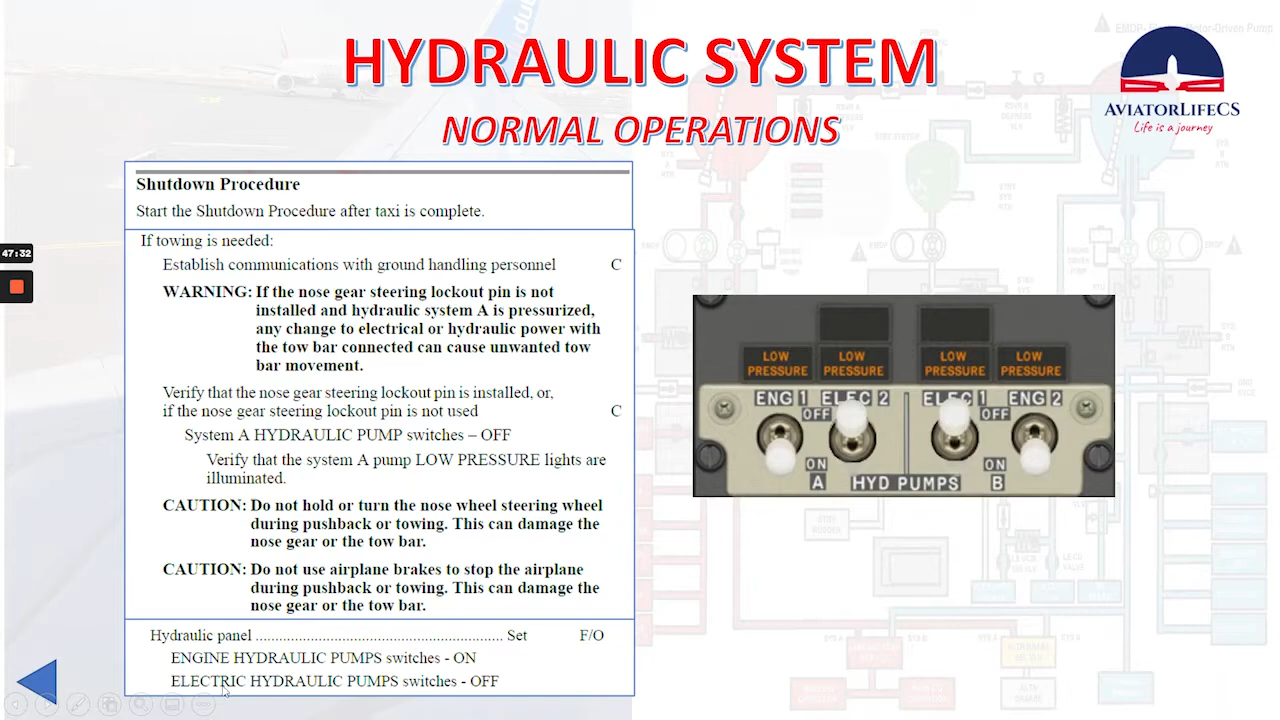 HYDRAULIC SYSTEM
NORMAL OPERATIONS
AVIATORLIFECS
Life is a journey
Shutdown Procedure
Start the Shutdown Procedure after taxi is complete.
If towing is needed:
Establish communications with ground handling personnel C
WARNING: If the nose gear steering lockout pin is not
installed and hydraulic system A is pressurized,
any change to electrical or hydraulic power with
the tow bar connected can cause unwanted tow
bar movement.
Verify that the nose gear steering lockout pin is installed, or,
if the nose gear steering lockout pin is not used C
System A HYDRAULIC PUMP switches – OFF
Verify that the system A pump LOW PRESSURE lights are
illuminated.
CAUTION: Do not hold or turn the nose wheel steering wheel
during pushback or towing. This can damage the
nose gear or the tow bar.
CAUTION: Do not use airplane brakes to stop the airplane
during pushback or towing. This can damage the
nose gear or the tow bar.
Hydraulic panel ............................................................... Set F/O
ENGINE HYDRAULIC PUMPS switches - ON
ELECTRIC HYDRAULIC PUMPS switches - OFF
47:32
LOW PRESSURE
LOW PRESSURE
LOW PRESSURE
LOW PRESSURE
ENG 1 ELEC 2 ELEC 1 ENG 2
OFF OFF
ON ON
A HYD PUMPS B